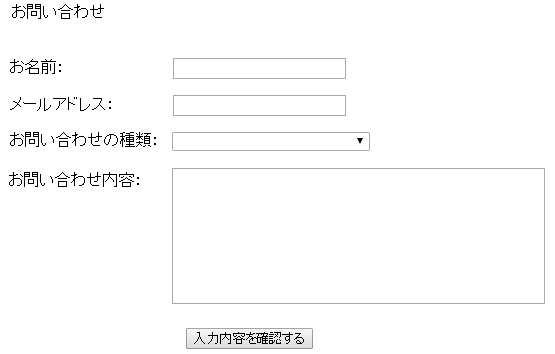 お問い合わせ
お名前：
メールアドレス：
お問い合わせの種類：
お問い合わせ内容：
入力内容を確認する